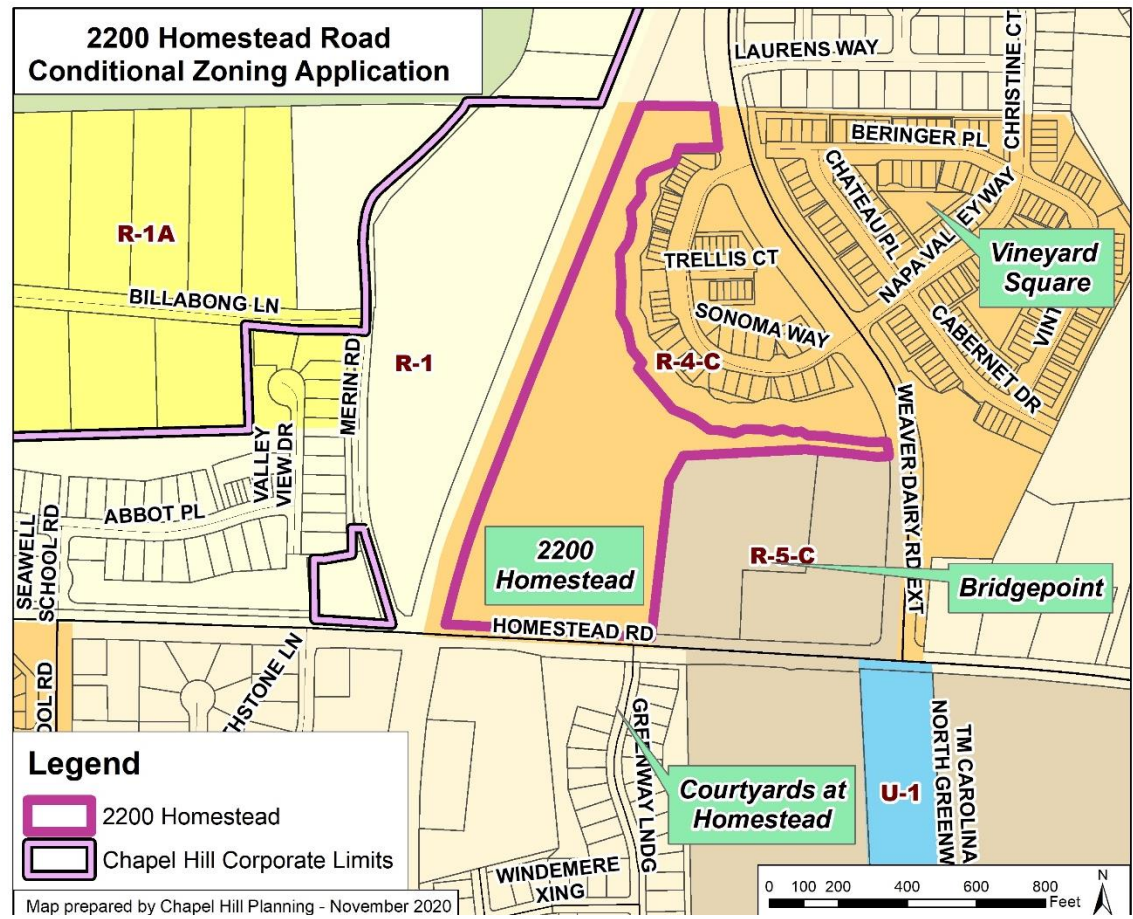 2200 Homestead Road
Conditional Zoning Application
LAURENS WAY
CHRISTINE CT
BERINGER PL
CHATEAU PL
NAPA VALLEY WAY
Vineyard
Square
R-1A
TRELLIS CT
BILLABONG LN
SONOMA WAY
CABERNET DR
VINT
MERIN RD
R-1
R-4-C
WEAVER DAIRY RD EXT
VALLEY
VIEW DR
ABBOT PL
SEAWELL
SCHOOL RD
2200
Homestead
R-5-C
Bridgepoint
HOMESTEAD RD
OOL RD
THSTONE LN
GREENWAY LNDG
Courtyards at
Homestead
U-1
TM CAROLINA
NORTH GREENW
WINDEMERE
XING
Legend
2200 Homestead
Chapel Hill Corporate Limits
Map prepared by Chapel Hill Planning - November 2020
N
0 100 200 400 600 800
Feet